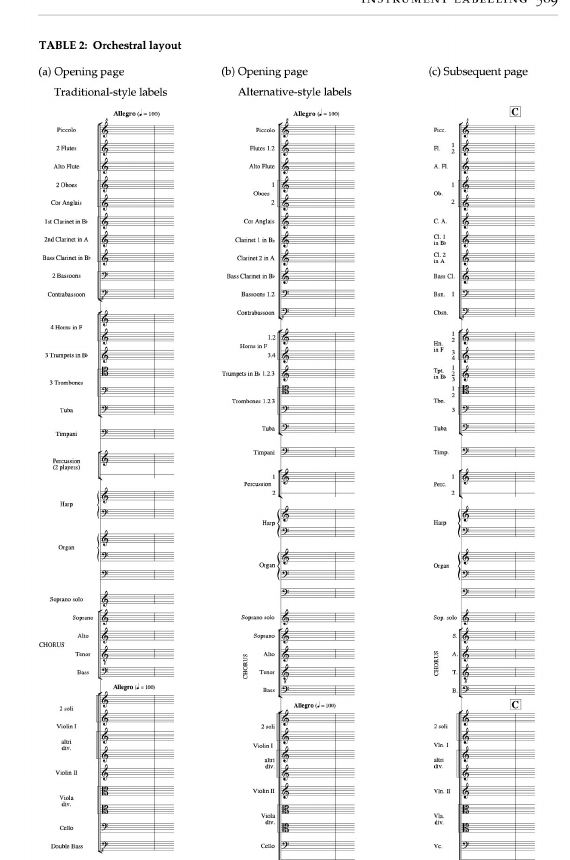 INSTRUMENT LABELLING 509
TABLE 2: Orchestral layout
(a) Opening page
Traditional-style labels
Allegro (♩ = 100)
Piccolo
2 Flutes
Alto Flute
2 Oboes
Cor Anglais
1st Clarinet in B♭
2nd Clarinet in A
Bass Clarinet in B♭
2 Bassoons
Contrabassoon
4 Horns in F
3 Trumpets in B♭
3 Trombones
Tuba
Timpani
Percussion
(2 players)
Harp
Organ
Soprano solo
Soprano
Alto
CHORUS
Tenor
Bass
Allegro (♩ = 100)
2 soli
Violin I
altri
div.
Violin II
Viola
div.
Cello
Double Bass
(b) Opening page
Alternative-style labels
Allegro (♩ = 100)
Piccolo
Flutes 1.2
Alto Flute
1
Oboes
2
Cor Anglais
Clarinet 1 in B♭
Clarinet 2 in A
Bass Clarinet in B♭
Bassoons 1.2
Contrabassoon
1.2
Horns in F
3.4
Trumpets in B♭ 1.2.3
Trombones 1.2.3
Tuba
Timpani
1
Percussion
2
Harp
Organ
Soprano solo
Soprano
Alto
CHORUS
Tenor
Bass
Allegro (♩ = 100)
2 soli
Violin I
altri
div.
Violin II
Viola
div.
Cello
(c) Subsequent page
C
Picc.
Fl. 1
2
A. Fl.
1
Ob.
2
C. A.
Cl. 1
in B♭
Cl. 2
in A
Bass Cl.
Bsn. 1
Cbsn.
1
2
Hn.
in F
3
4
Tpt.
in B♭
1
2
3
1
2
Tbn.
3
Tuba
Timp.
1
Perc.
2
Harp
Organ
Sop. solo
S.
A.
CHORUS
T.
B.
C
2 soli
Vln. I
altri
div.
Vln. II
Vla.
div.
Vc.